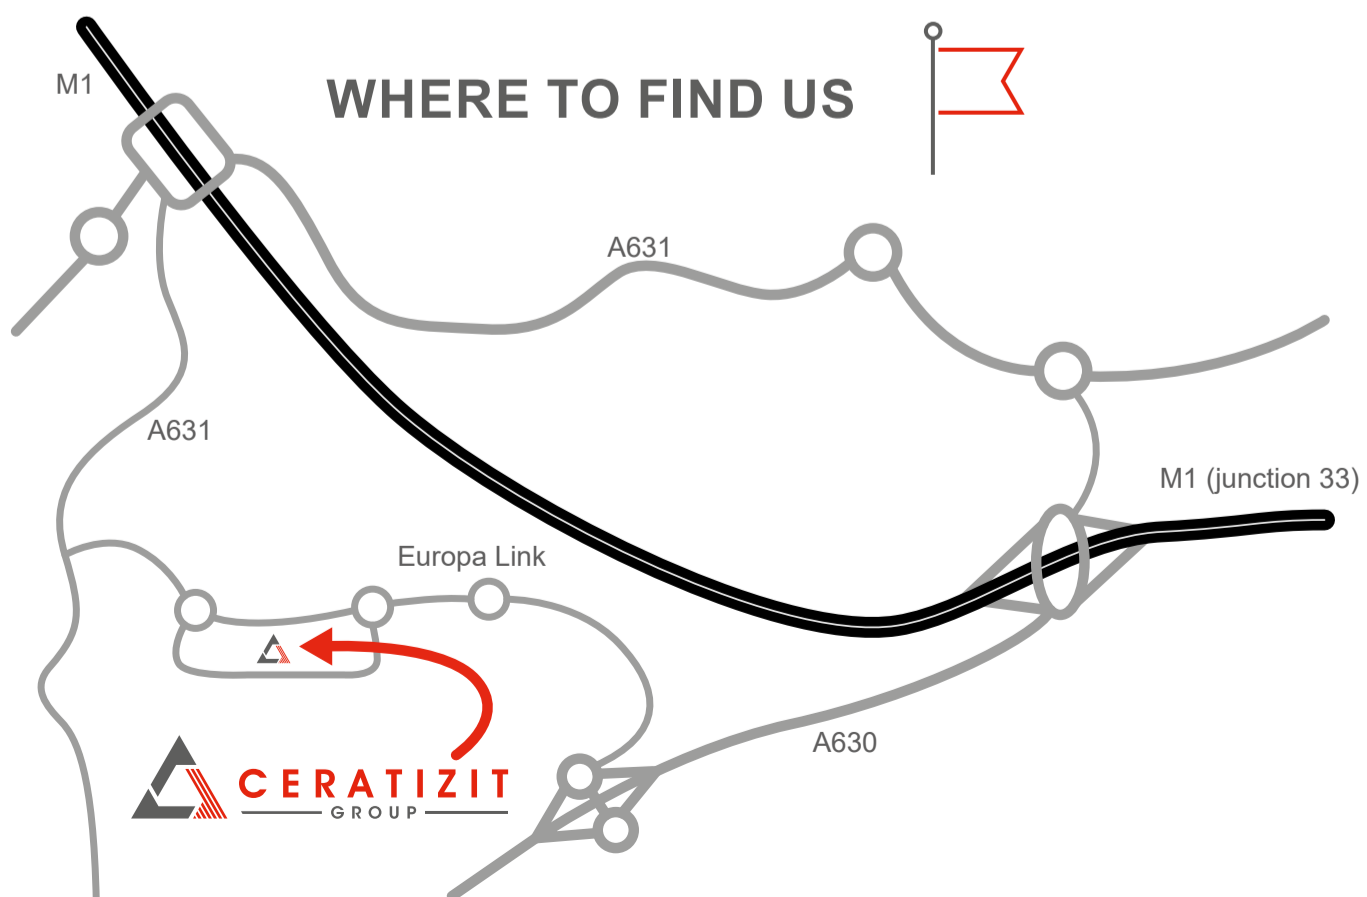 M1
WHERE TO FIND US
A631
A631
M1 (junction 33)
Europa Link
A630
CERATIZIT
GROUP